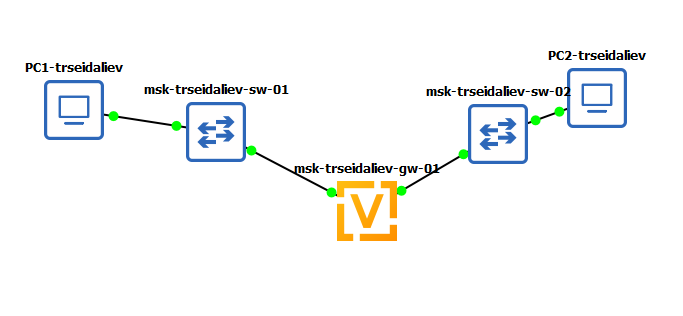 PC1-trseidaliev
msk-trseidaliev-sw-01
msk-trseidaliev-gw-01
msk-trseidaliev-sw-02
PC2-trseidaliev